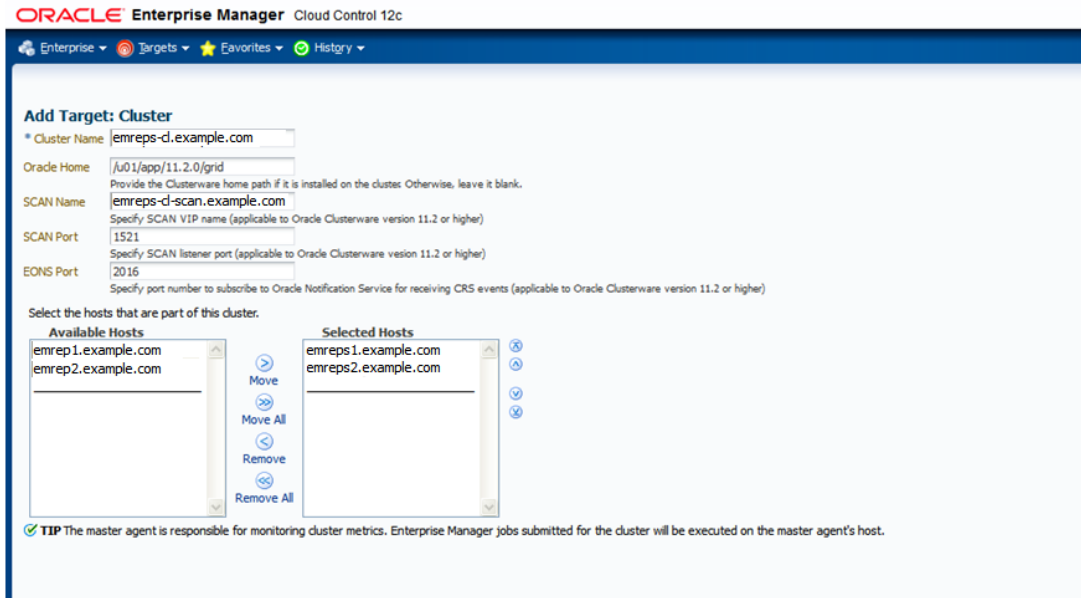 ORACLE Enterprise Manager Cloud Control 12c
Enterprise Targets Favorites History
Add Target: Cluster
* Cluster Name emreps-cl.example.com
Oracle Home /u01/app/11.2.0/grid
Provide the Clusterware home path if it is installed on the cluster. Otherwise, leave it blank.
SCAN Name emreps-cl-scan.example.com
Specify SCAN VIP name (applicable to Oracle Clusterware version 11.2 or higher)
SCAN Port 1521
Specify SCAN listener port (applicable to Oracle Clusterware vesion 11.2 or higher)
EONS Port 2016
Specify port number to subscribe to Oracle Notification Service for receiving CRS events (applicable to Oracle Clusterware version 11.2 or higher)
Select the hosts that are part of this cluster.
Available Hosts Selected Hosts
emrep1.example.com emreps1.example.com
emrep2.example.com emreps2.example.com
Move
Move All
Remove
Remove All
TIP The master agent is responsible for monitoring cluster metrics. Enterprise Manager jobs submitted for the cluster will be executed on the master agent's host.